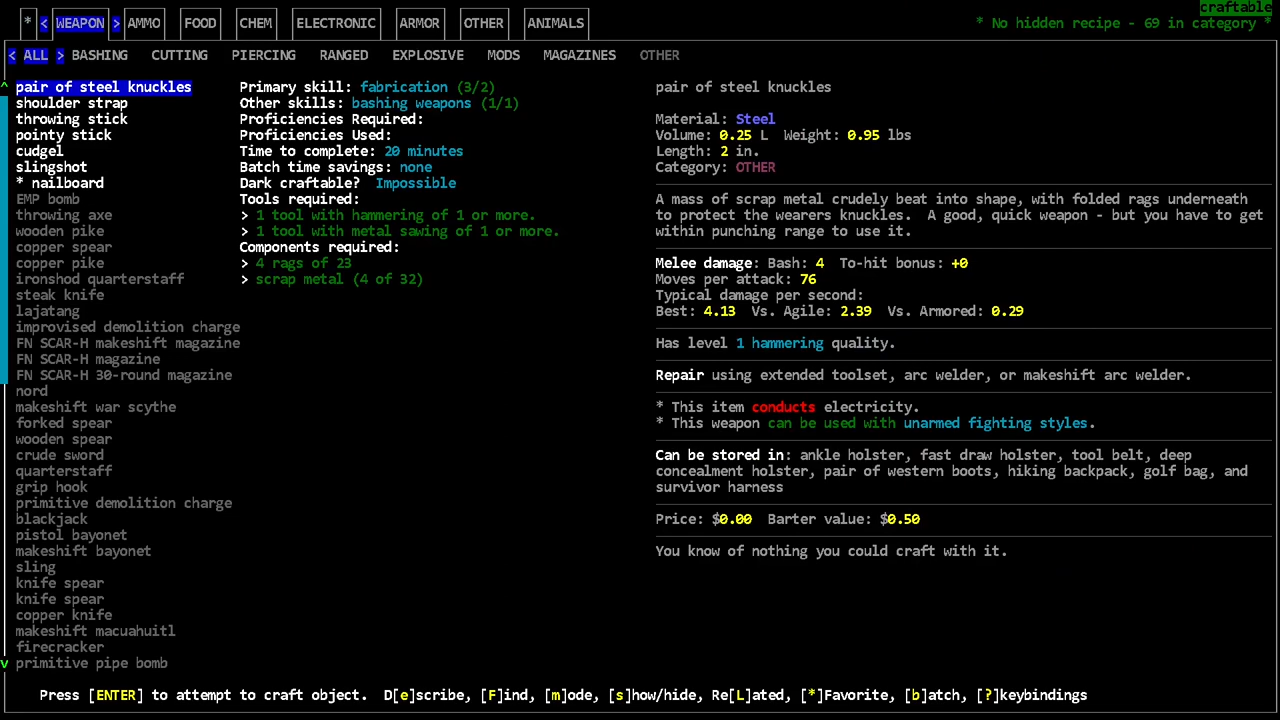 craftable
* < WEAPON > AMMO FOOD CHEM ELECTRONIC ARMOR OTHER ANIMALS * No hidden recipe - 69 in category *
< ALL > BASHING CUTTING PIERCING RANGED EXPLOSIVE MODS MAGAZINES OTHER
^
pair of steel knuckles
shoulder strap
throwing stick
pointy stick
cudgel
slingshot
* nailboard
EMP bomb
throwing axe
wooden pike
copper spear
copper pike
ironshod quarterstaff
steak knife
lajatang
improvised demolition charge
FN SCAR-H makeshift magazine
FN SCAR-H magazine
FN SCAR-H 30-round magazine
nord
makeshift war scythe
forked spear
wooden spear
crude sword
quarterstaff
grip hook
primitive demolition charge
blackjack
pistol bayonet
makeshift bayonet
sling
knife spear
knife spear
copper knife
makeshift macuahuitl
firecracker
v primitive pipe bomb
Primary skill: fabrication (3/2)
Other skills: bashing weapons (1/1)
Proficiencies Required:
Proficiencies Used:
Time to complete: 20 minutes
Batch time savings: none
Dark craftable? Impossible
Tools required:
> 1 tool with hammering of 1 or more.
> 1 tool with metal sawing of 1 or more.
Components required:
> 4 rags of 23
> scrap metal (4 of 32)
pair of steel knuckles
Material: Steel
Volume: 0.25 L Weight: 0.95 lbs
Length: 2 in.
Category: OTHER
A mass of scrap metal crudely beat into shape, with folded rags underneath
to protect the wearers knuckles. A good, quick weapon - but you have to get
within punching range to use it.
Melee damage: Bash: 4 To-hit bonus: +0
Moves per attack: 76
Typical damage per second:
Best: 4.13 Vs. Agile: 2.39 Vs. Armored: 0.29
Has level 1 hammering quality.
Repair using extended toolset, arc welder, or makeshift arc welder.
* This item conducts electricity.
* This weapon can be used with unarmed fighting styles.
Can be stored in: ankle holster, fast draw holster, tool belt, deep
concealment holster, pair of western boots, hiking backpack, golf bag, and
survivor harness
Price: $0.00 Barter value: $0.50
You know of nothing you could craft with it.
Press [ENTER] to attempt to craft object. D[e]scribe, [F]ind, [m]ode, [s]how/hide, Re[L]ated, [*]Favorite, [b]atch, [?]keybindings